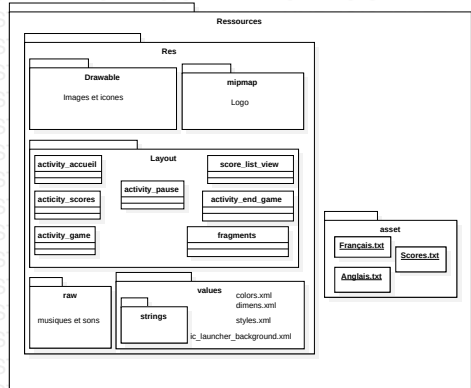 Ressources
Res
Drawable
Images et icones
mipmap
Logo
Layout
activity_accueil
score_list_view
activity_pause
acticity_scores
activity_end_game
activity_game
fragments
raw
musiques et sons
values
colors.xml
dimens.xml
strings
styles.xml
ic_launcher_background.xml
asset
Français.txt
Scores.txt
Anglais.txt